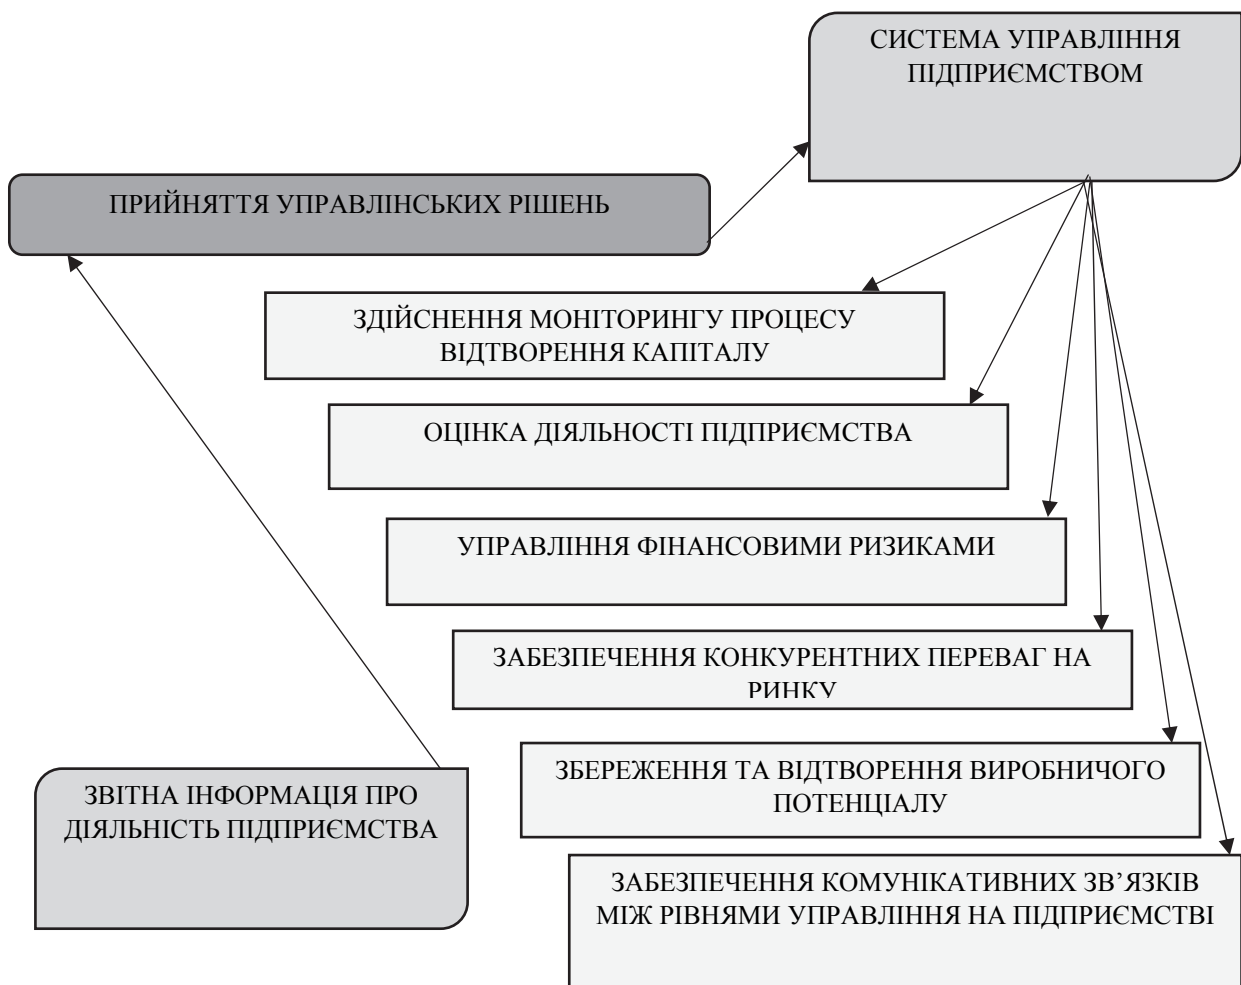 СИСТЕМА УПРАВЛІННЯ
ПІДПРИЄМСТВОМ
ПРИЙНЯТТЯ УПРАВЛІНСЬКИХ РІШЕНЬ
ЗДІЙСНЕННЯ МОНІТОРИНГУ ПРОЦЕСУ
ВІДТВОРЕННЯ КАПІТАЛУ
ОЦІНКА ДІЯЛЬНОСТІ ПІДПРИЄМСТВА
УПРАВЛІННЯ ФІНАНСОВИМИ РИЗИКАМИ
ЗАБЕЗПЕЧЕННЯ КОНКУРЕНТНИХ ПЕРЕВАГ НА
РИНКУ
ЗБЕРЕЖЕННЯ ТА ВІДТВОРЕННЯ ВИРОБНИЧОГО
ПОТЕНЦІАЛУ
ЗВІТНА ІНФОРМАЦІЯ ПРО
ДІЯЛЬНІСТЬ ПІДПРИЄМСТВА
ЗАБЕЗПЕЧЕННЯ КОМУНІКАТИВНИХ ЗВ’ЯЗКІВ
МІЖ РІВНЯМИ УПРАВЛІННЯ НА ПІДПРИЄМСТВІ